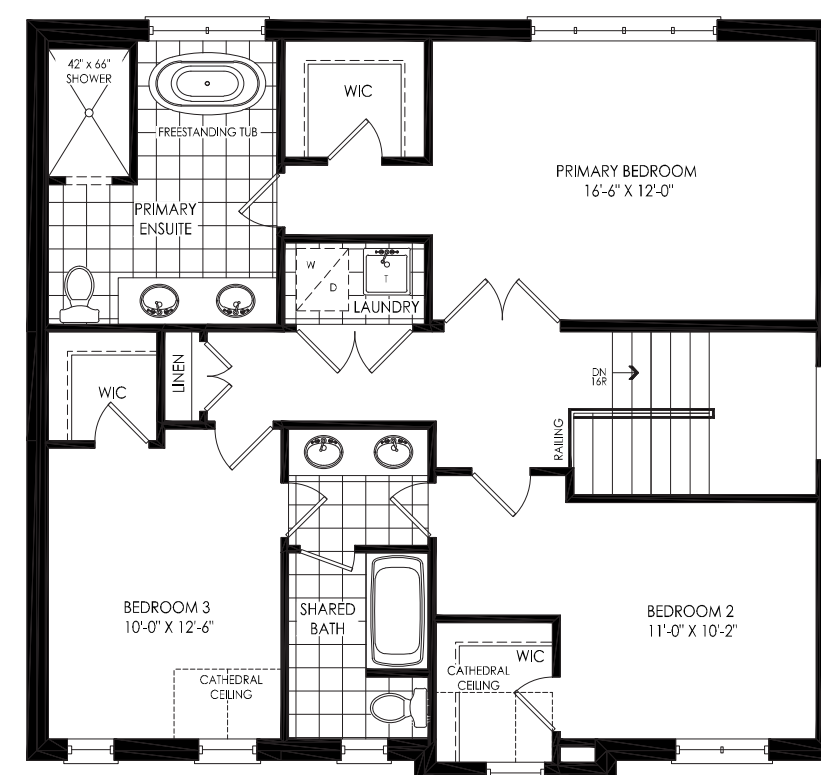 42" x 66"
SHOWER
FREESTANDING TUB
WIC
PRIMARY BEDROOM
16'-6" X 12'-0"
PRIMARY
ENSUITE
W
D
T
LAUNDRY
LINEN
WIC
DN
16R
RAILING
BEDROOM 3
10'-0" X 12'-6"
SHARED
BATH
BEDROOM 2
11'-0" X 10'-2"
WIC
CATHEDRAL
CEILING
CATHEDRAL
CEILING